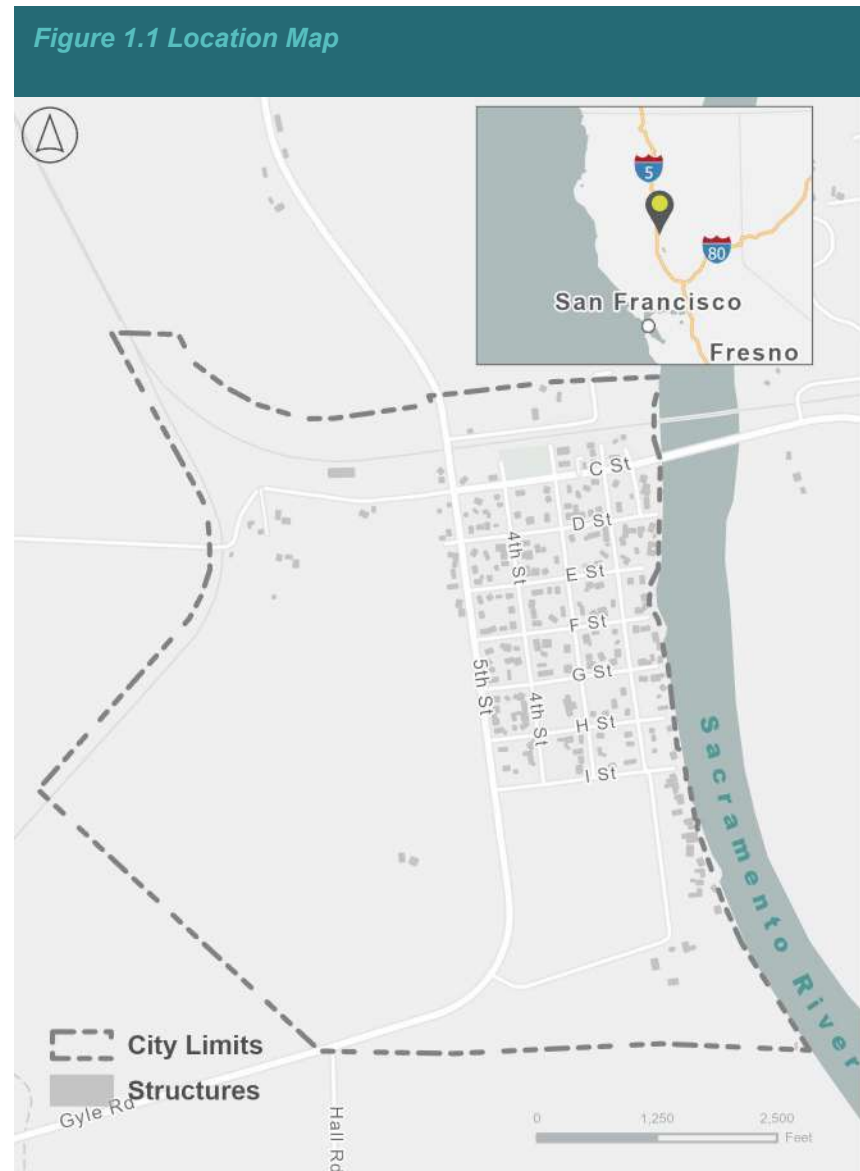 Figure 1.1 Location Map
5
80
San Francisco
Fresno
C St
D St
4th St
E St
F St
5th St
G St
4th St
H St
I St
Sacramento River
City Limits
Structures
Gyle Rd
Hall Rd
0 1,250 2,500
Feet